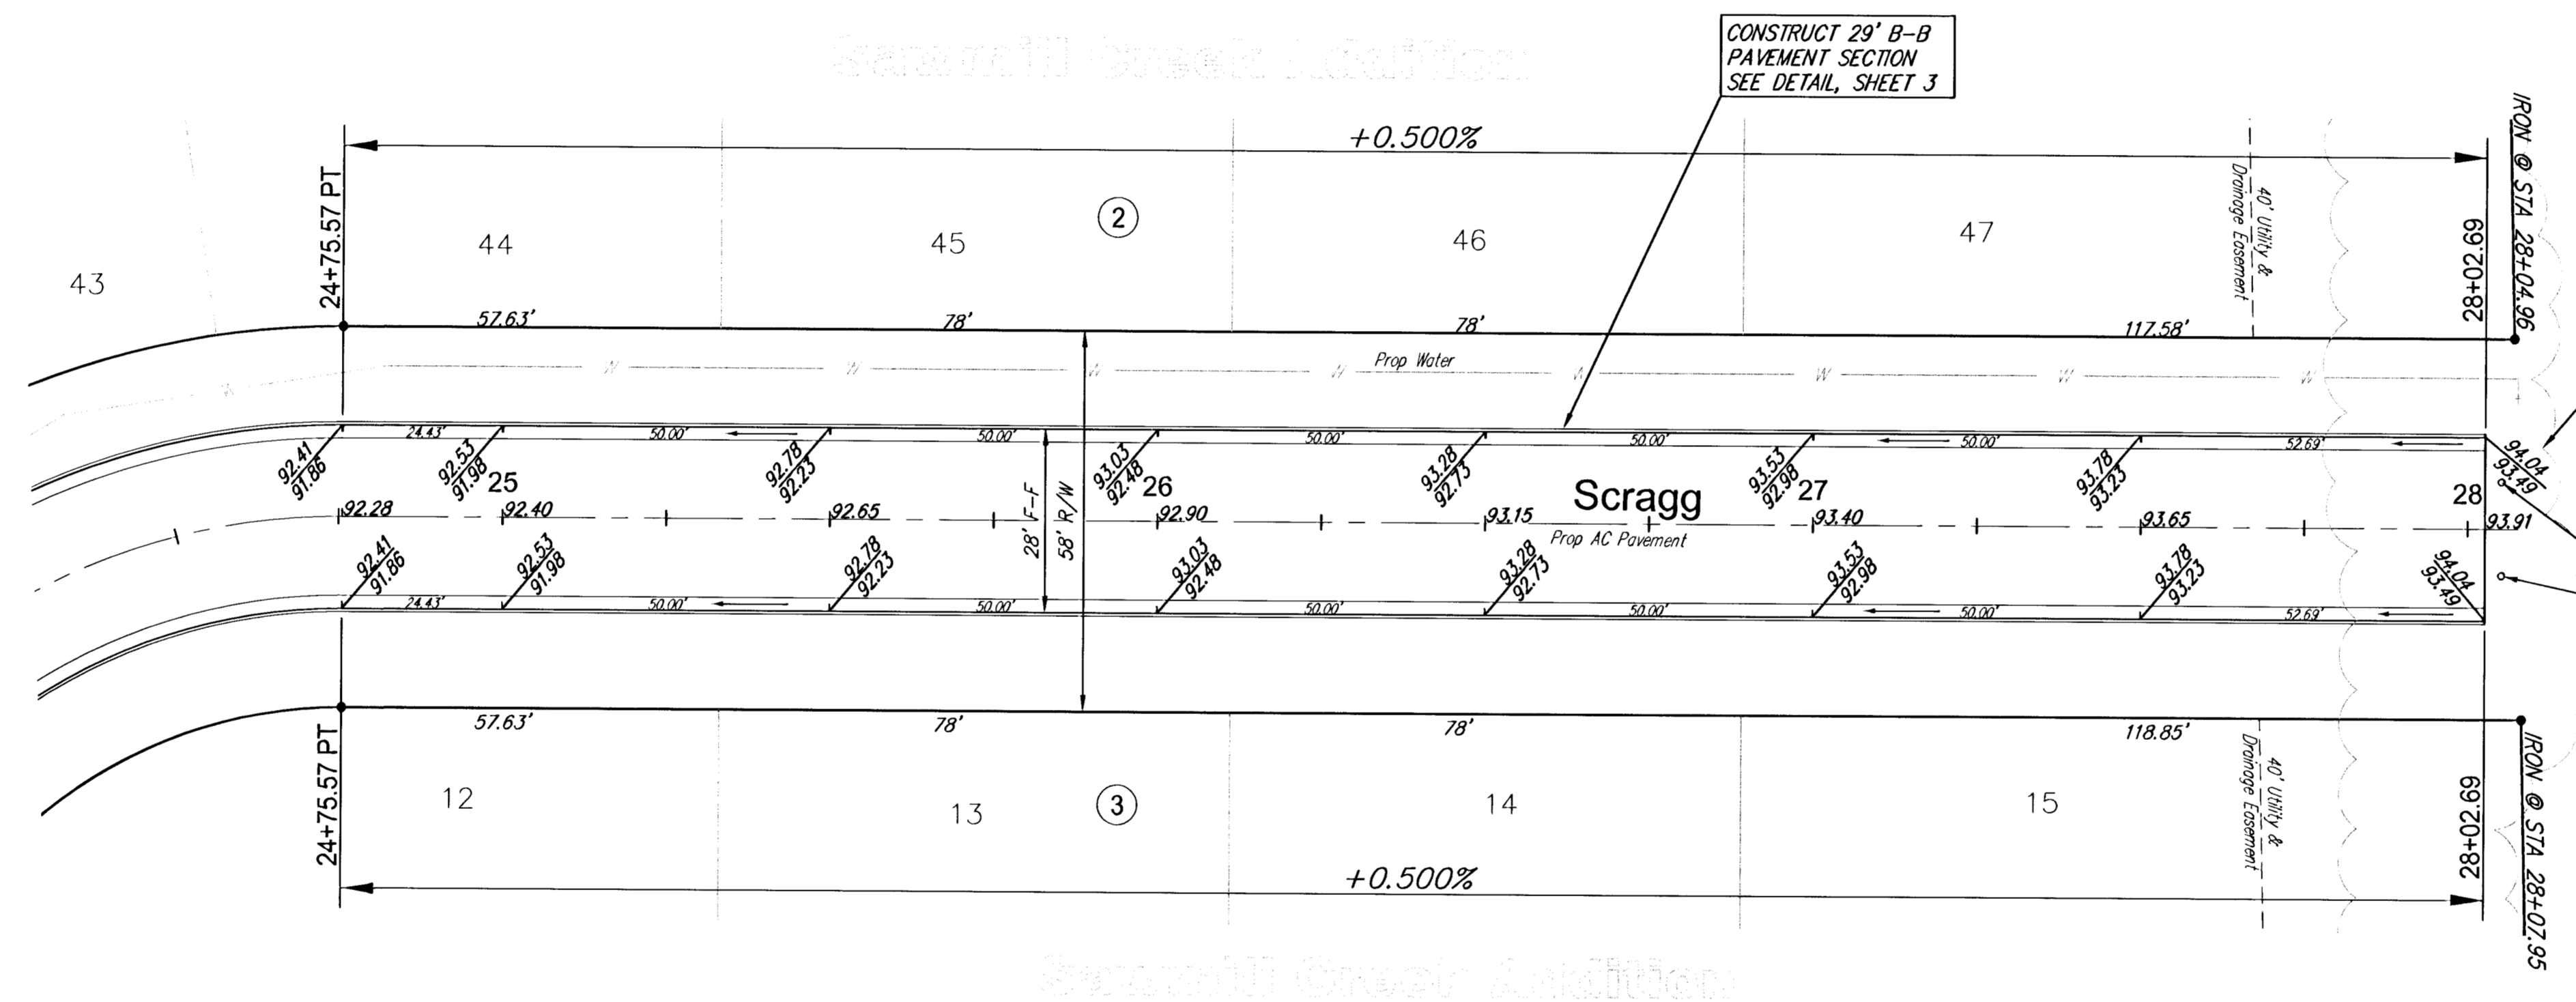 CONSTRUCT 29' B-B
PAVEMENT SECTION
SEE DETAIL, SHEET 3
+0.500%
24+75.57 PT
28+02.69
IRON @ STA 28+04.96
43
44
45
2
46
47
40' Utility &
Drainage Easement
57.63'
78'
78'
117.58'
Prop Water
W W W W W W W W W
24.43' 50.00' 50.00' 50.00' 50.00' 50.00' 52.69'
92.41
91.86
92.53
91.98
92.78
92.23
93.03
92.48
93.28
92.73
93.53
92.98
93.78
93.23
94.04
93.49
25
26
Scragg
27
28
92.28 92.40 92.65 92.90 93.15 93.40 93.65 93.91
28' F-F
58' R/W
Prop AC Pavement
92.41
91.86
92.53
91.98
92.78
92.23
93.03
92.48
93.28
92.73
93.53
92.98
93.78
93.23
94.04
93.49
24.43' 50.00' 50.00' 50.00' 50.00' 50.00' 52.69'
57.63'
78'
78'
118.85'
24+75.57 PT
12
13
3
14
15
40' Utility &
Drainage Easement
28+02.69
IRON @ STA 28+07.95
+0.500%